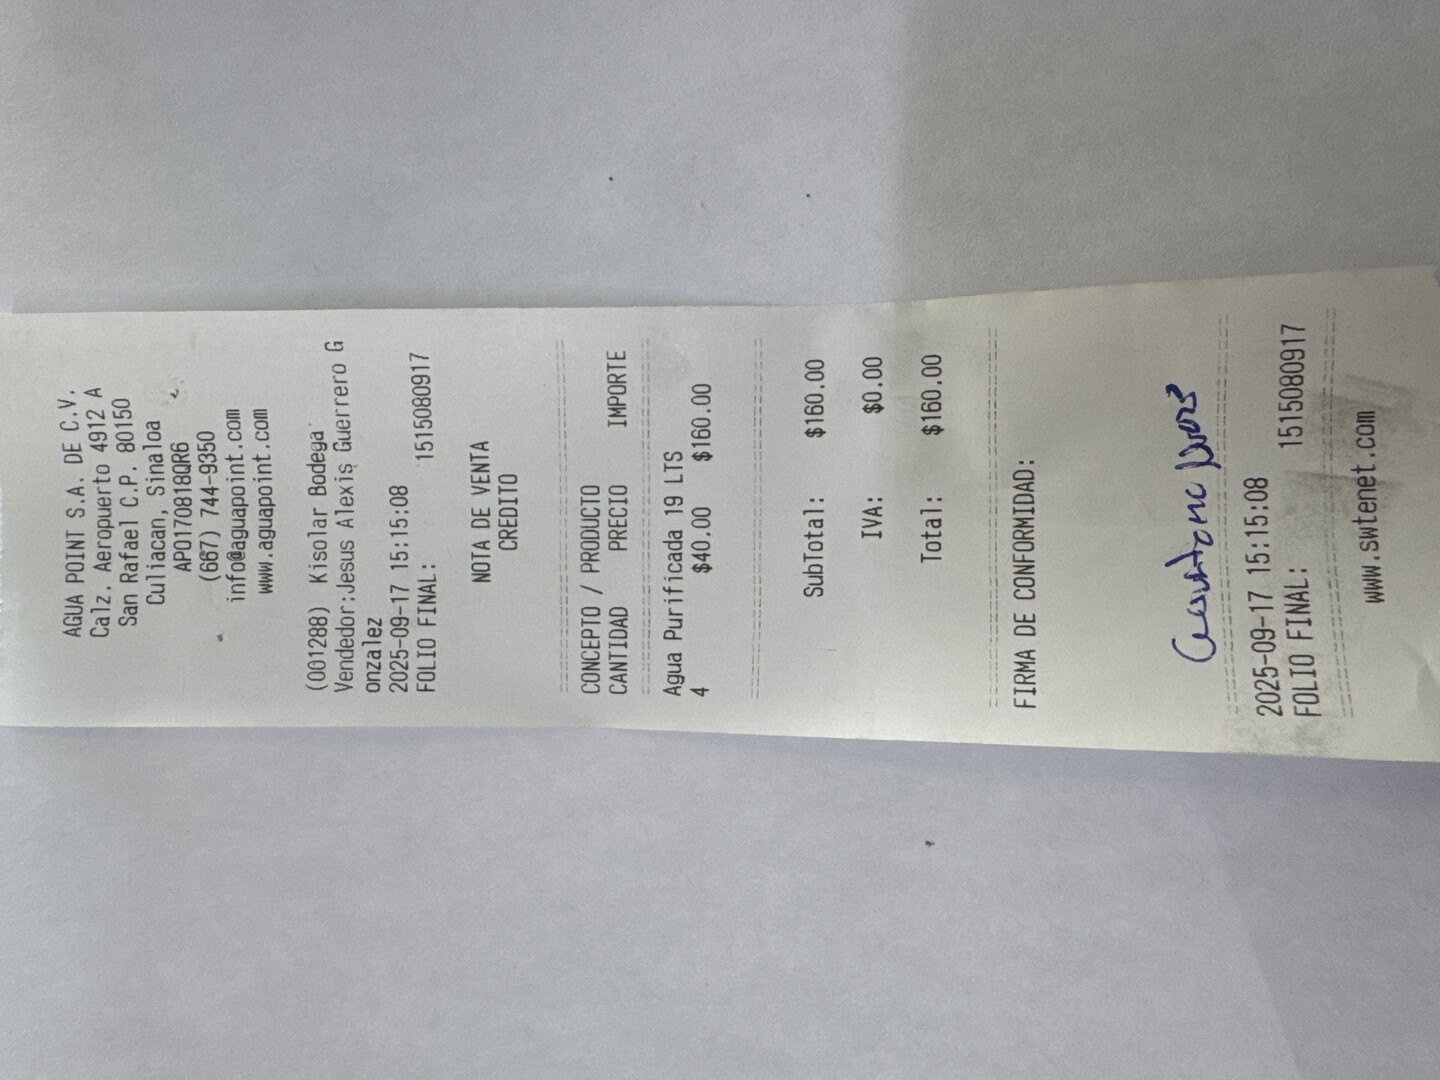 AGUA POINT S.A. DE C.V.
Calz. Aeropuerto 4912 A
San Rafael C.P. 80150
Culiacan, Sinaloa
APO170818QR6
(667) 744-9350
info@aguapoint.com
www.aguapoint.com
(001288) Kisolar Bodega
Vendedor:Jesus Alexis Guerrero G
onzalez
2025-09-17 15:15:08
FOLIO FINAL: 1515080917
NOTA DE VENTA
CREDITO
CONCEPTO / PRODUCTO
CANTIDAD PRECIO IMPORTE
Agua Purificada 19 LTS
4 $40.00 $160.00
SubTotal: $160.00
IVA: $0.00
Total: $160.00
FIRMA DE CONFORMIDAD:
2025-09-17 15:15:08
FOLIO FINAL: 1515080917
www.swtenet.com